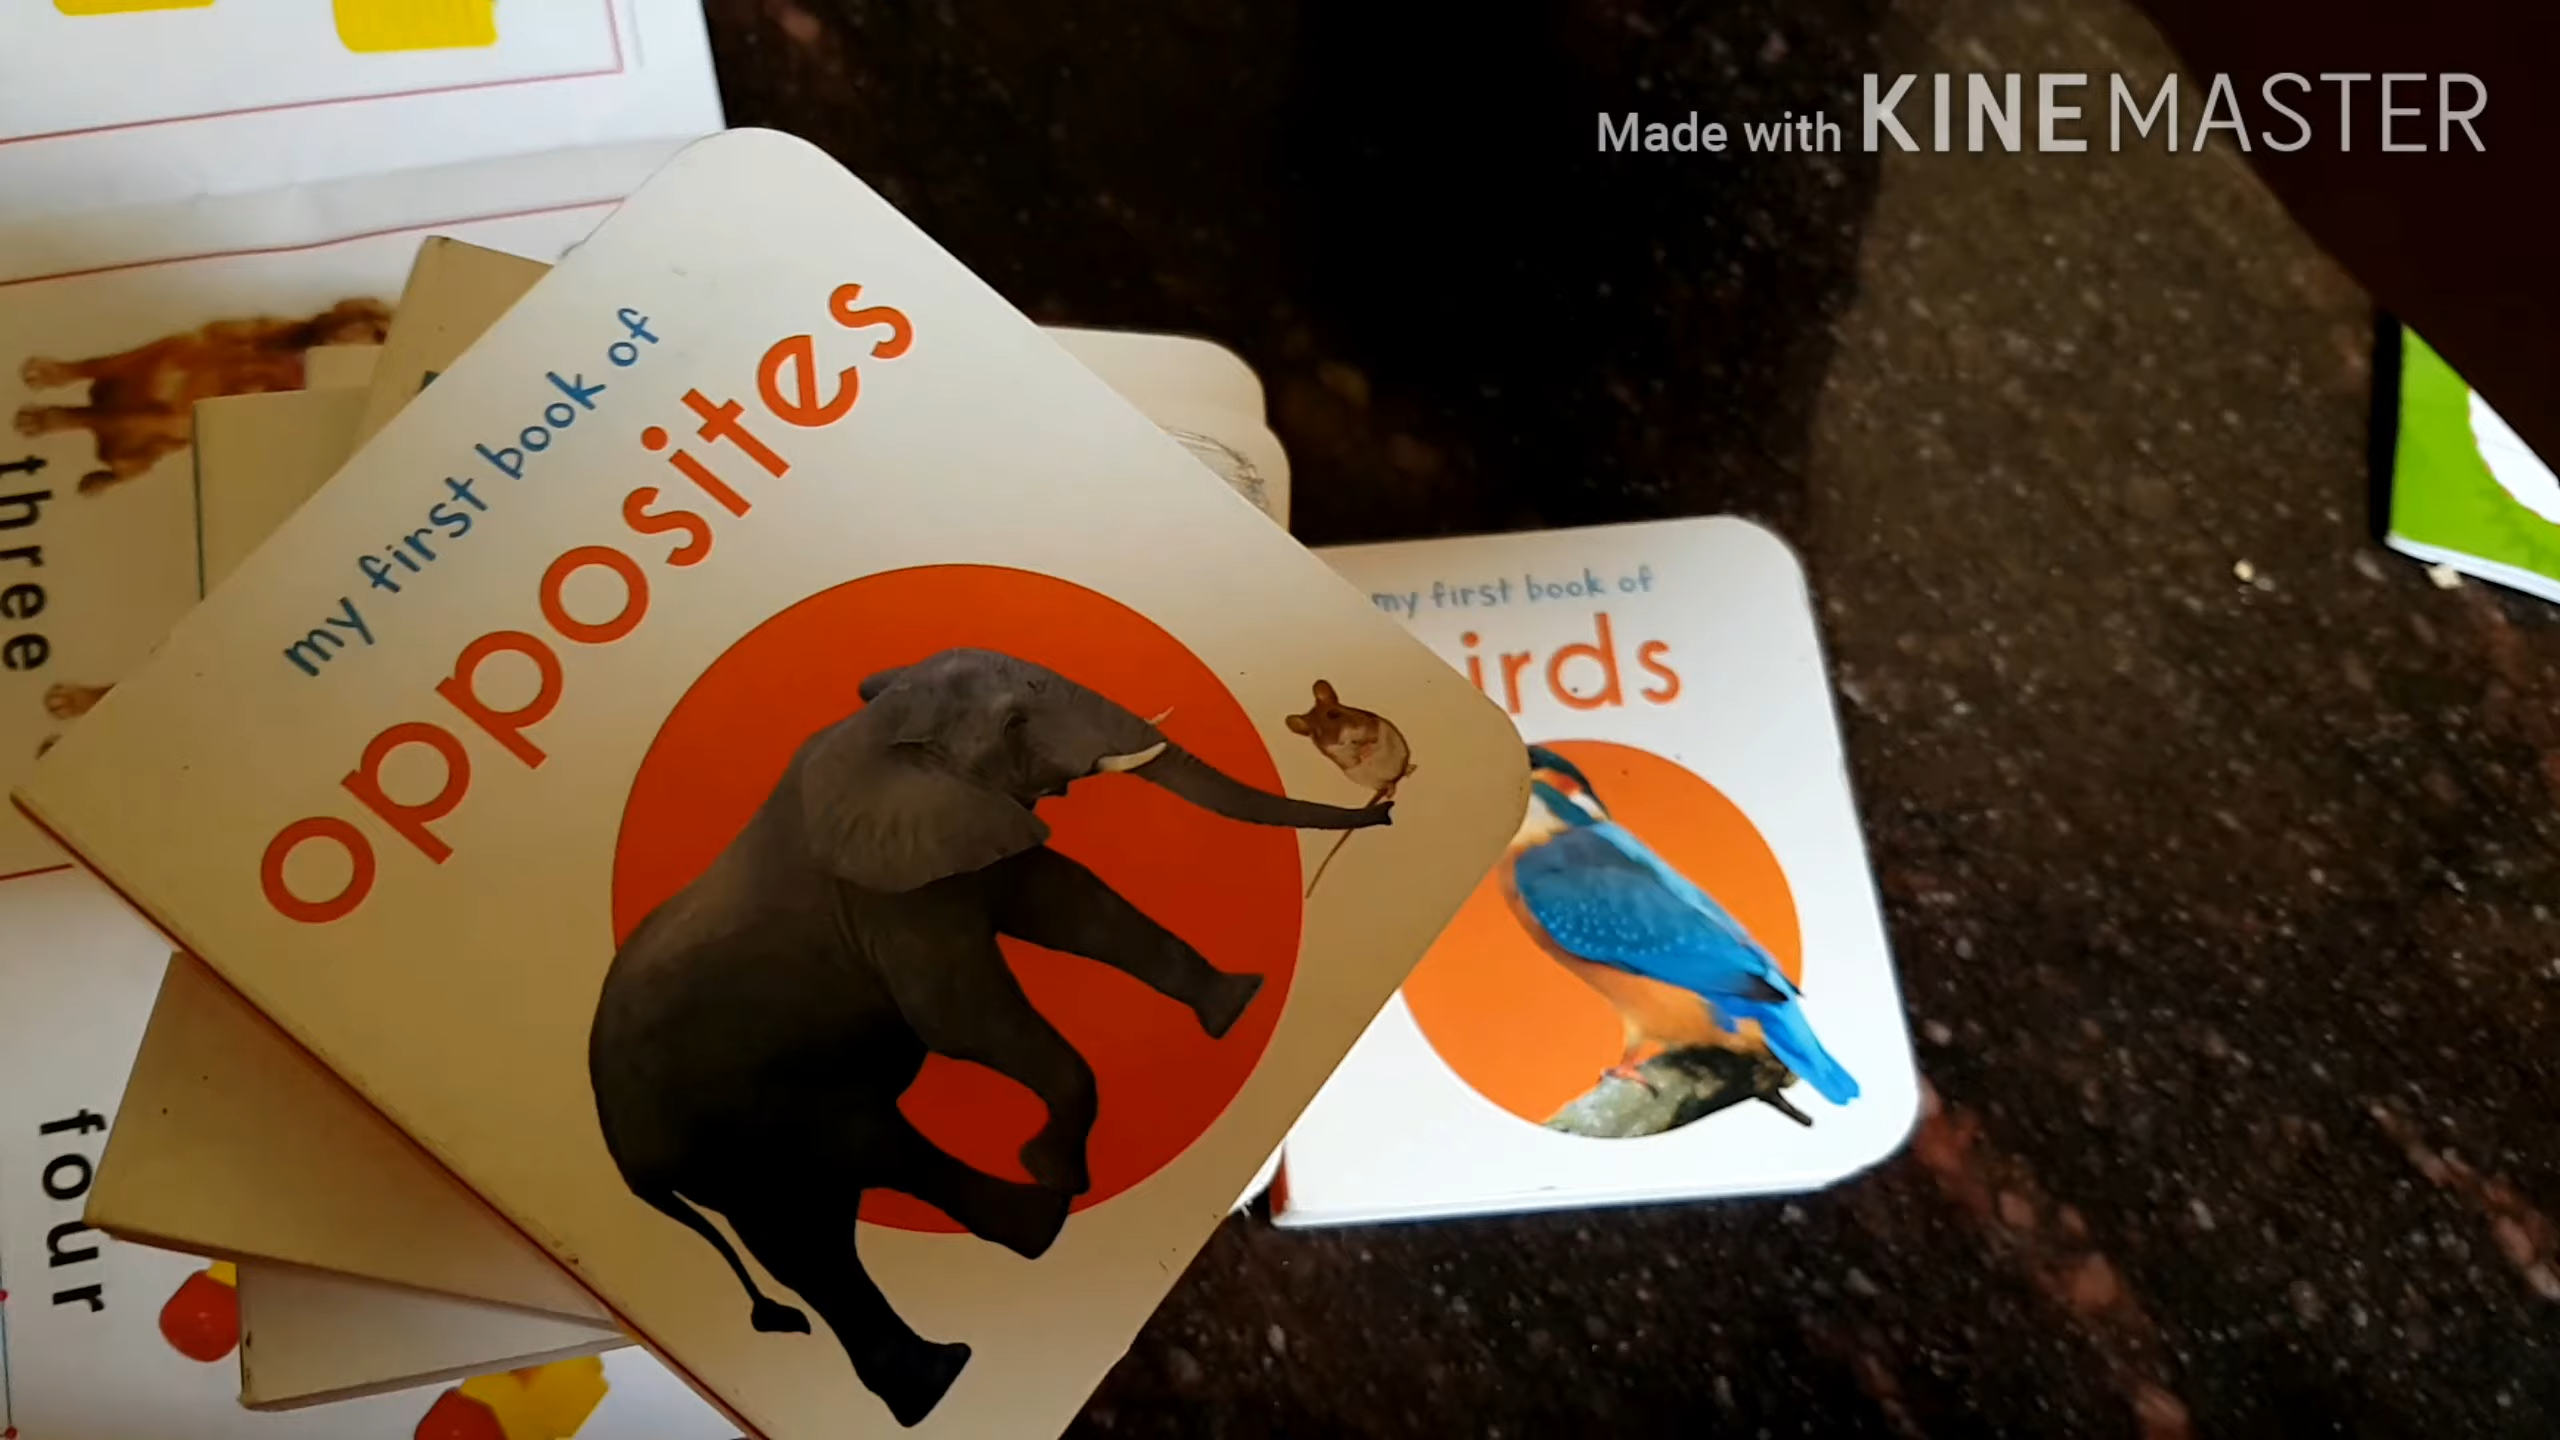 Made with KINEMASTER
my first book of
opposites
my first book of
irds
three
four